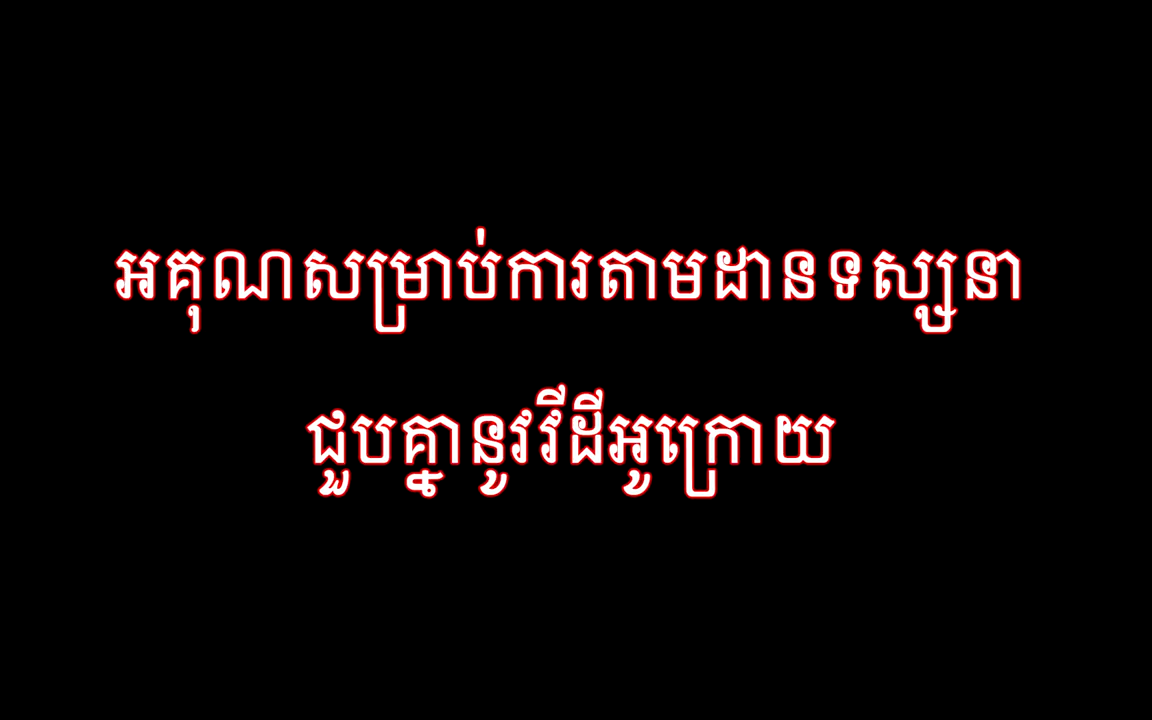 អគុណសម្រាប់ការតាមដានទស្សនា
ជួបគ្នានូវវីដីអូក្រោយ